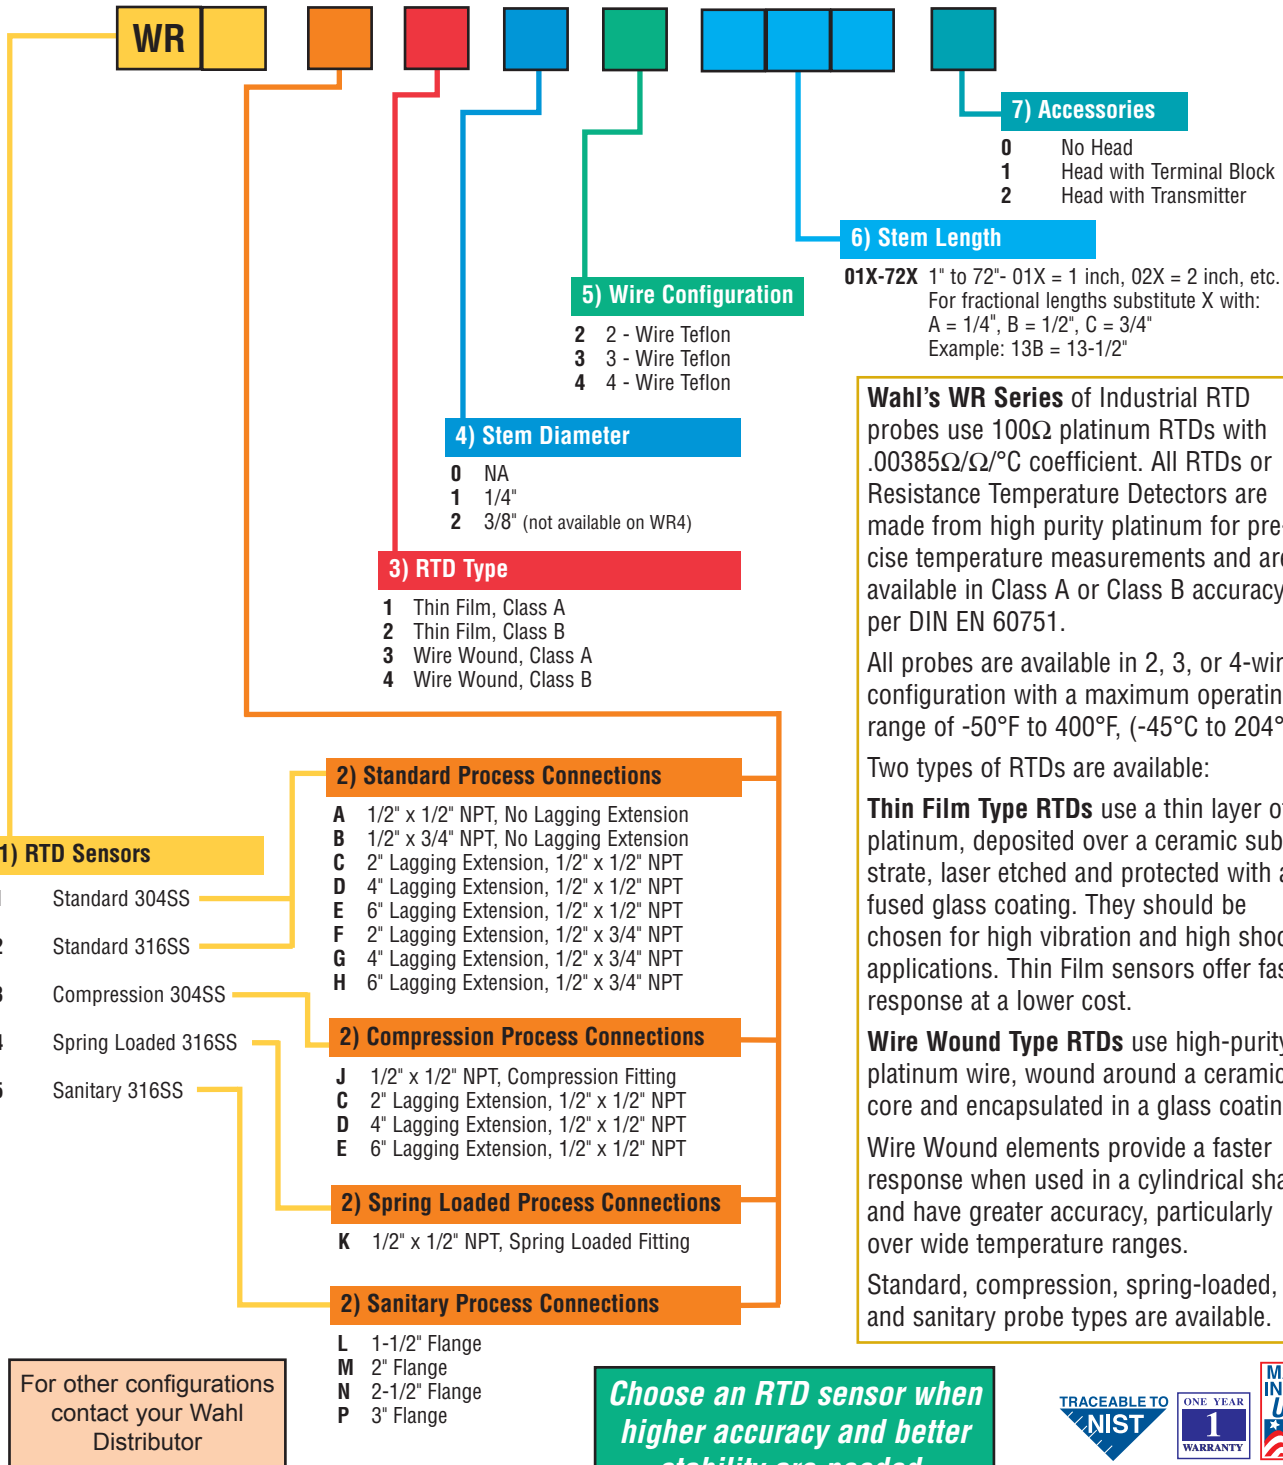 WR
7) Accessories
0 No Head
1 Head with Terminal Block
2 Head with Transmitter
6) Stem Length
01X-72X 1" to 72"- 01X = 1 inch, 02X = 2 inch, etc.
For fractional lengths substitute X with:
A = 1/4", B = 1/2", C = 3/4"
Example: 13B = 13-1/2"
5) Wire Configuration
2 2 - Wire Teflon
3 3 - Wire Teflon
4 4 - Wire Teflon
4) Stem Diameter
0 NA
1 1/4"
2 3/8" (not available on WR4)
3) RTD Type
1 Thin Film, Class A
2 Thin Film, Class B
3 Wire Wound, Class A
4 Wire Wound, Class B
2) Standard Process Connections
A 1/2" x 1/2" NPT, No Lagging Extension
B 1/2" x 3/4" NPT, No Lagging Extension
C 2" Lagging Extension, 1/2" x 1/2" NPT
D 4" Lagging Extension, 1/2" x 1/2" NPT
E 6" Lagging Extension, 1/2" x 1/2" NPT
F 2" Lagging Extension, 1/2" x 3/4" NPT
G 4" Lagging Extension, 1/2" x 3/4" NPT
H 6" Lagging Extension, 1/2" x 3/4" NPT
1) RTD Sensors
Standard 304SS
Standard 316SS
Compression 304SS
Spring Loaded 316SS
Sanitary 316SS
2) Compression Process Connections
J 1/2" x 1/2" NPT, Compression Fitting
C 2" Lagging Extension, 1/2" x 1/2" NPT
D 4" Lagging Extension, 1/2" x 1/2" NPT
E 6" Lagging Extension, 1/2" x 1/2" NPT
2) Spring Loaded Process Connections
K 1/2" x 1/2" NPT, Spring Loaded Fitting
2) Sanitary Process Connections
L 1-1/2" Flange
M 2" Flange
N 2-1/2" Flange
P 3" Flange
Wahl's WR Series of Industrial RTD
probes use 100Ω platinum RTDs with
.00385Ω/Ω/°C coefficient. All RTDs or
Resistance Temperature Detectors are
made from high purity platinum for pre-
cise temperature measurements and are
available in Class A or Class B accuracy
per DIN EN 60751.
All probes are available in 2, 3, or 4-wir
configuration with a maximum operatin
range of -50°F to 400°F, (-45°C to 204°
Two types of RTDs are available:
Thin Film Type RTDs use a thin layer o
platinum, deposited over a ceramic sub
strate, laser etched and protected with a
fused glass coating. They should be
chosen for high vibration and high shoc
applications. Thin Film sensors offer fas
response at a lower cost.
Wire Wound Type RTDs use high-purity
platinum wire, wound around a ceramic
core and encapsulated in a glass coatin
Wire Wound elements provide a faster
response when used in a cylindrical sha
and have greater accuracy, particularly
over wide temperature ranges.
Standard, compression, spring-loaded,
and sanitary probe types are available.
For other configurations
contact your Wahl
Distributor
Choose an RTD sensor when
higher accuracy and better
stability are needed
TRACEABLE TO
NIST
ONE YEAR
1
WARRANTY